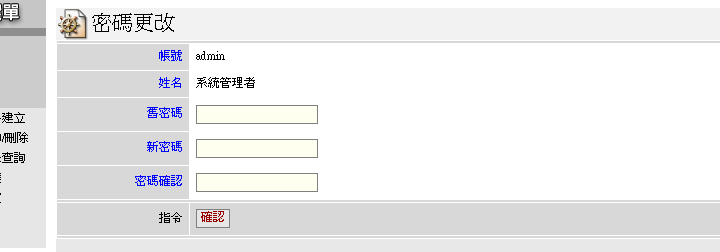 單
密碼更改
帳號 admin
姓名 系統管理者
舊密碼
新密碼
密碼確認
指令 確認
建立
刪除
查詢